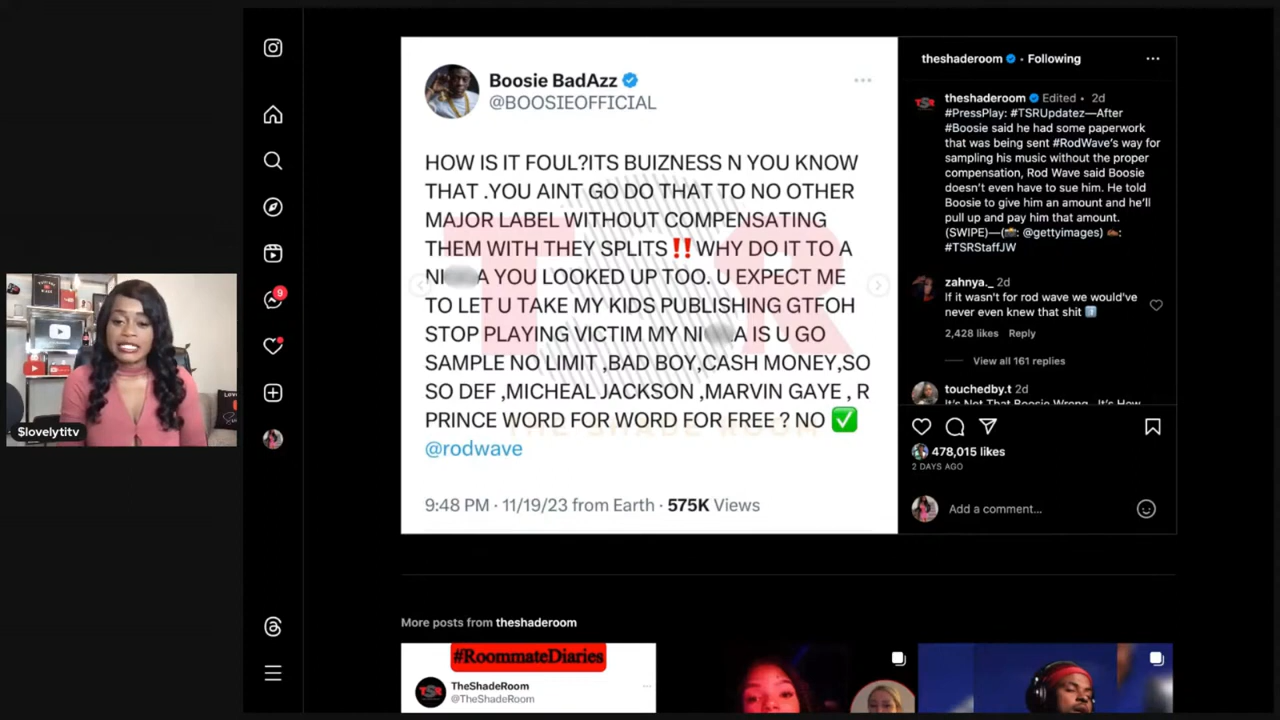 Boosie BadAzz
@BOOSIEOFFICIAL
HOW IS IT FOUL?ITS BUIZNESS N YOU KNOW
THAT .YOU AINT GO DO THAT TO NO OTHER
MAJOR LABEL WITHOUT COMPENSATING
THEM WITH THEY SPLITS ‼️WHY DO IT TO A
NI A YOU LOOKED UP TOO. U EXPECT ME
TO LET U TAKE MY KIDS PUBLISHING GTFOH
STOP PLAYING VICTIM MY NI A IS U GO
SAMPLE NO LIMIT ,BAD BOY,CASH MONEY,SO
SO DEF ,MICHEAL JACKSON ,MARVIN GAYE , R
PRINCE WORD FOR WORD FOR FREE ? NO ✅
@rodwave
9:48 PM · 11/19/23 from Earth · 575K Views
TSR
theshaderoom • Following
theshaderoom Edited • 2d
#PressPlay: #TSRUpdatez—After
#Boosie said he had some paperwork
that was being sent #RodWave's way for
sampling his music without the proper
compensation, Rod Wave said Boosie
doesn't even have to sue him. He told
Boosie to give him an amount and he'll
pull up and pay him that amount.
(SWIPE)—(📸: @gettyimages) ✍🏾:
#TSRStaffJW
zahnya._ 2d
If it wasn't for rod wave we would've
never even knew that shit
2,428 likes Reply
View all 161 replies
touchedby.t 2d
It's Not That Boosie Wrong , It's How
478,015 likes
2 DAYS AGO
Add a comment...
9
$lovelytitv
More posts from theshaderoom
#RoommateDiaries
TheShadeRoom
@TheShadeRoom
TSR